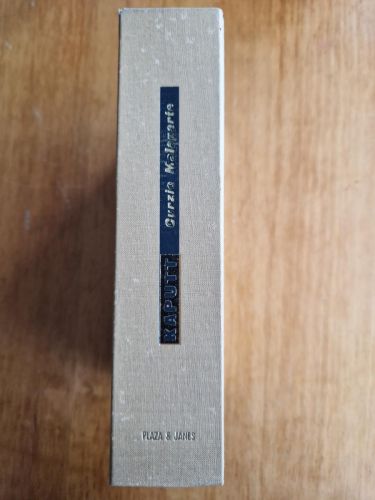 Curzio Malaparte
KAPUTT
PLAZA & JANES